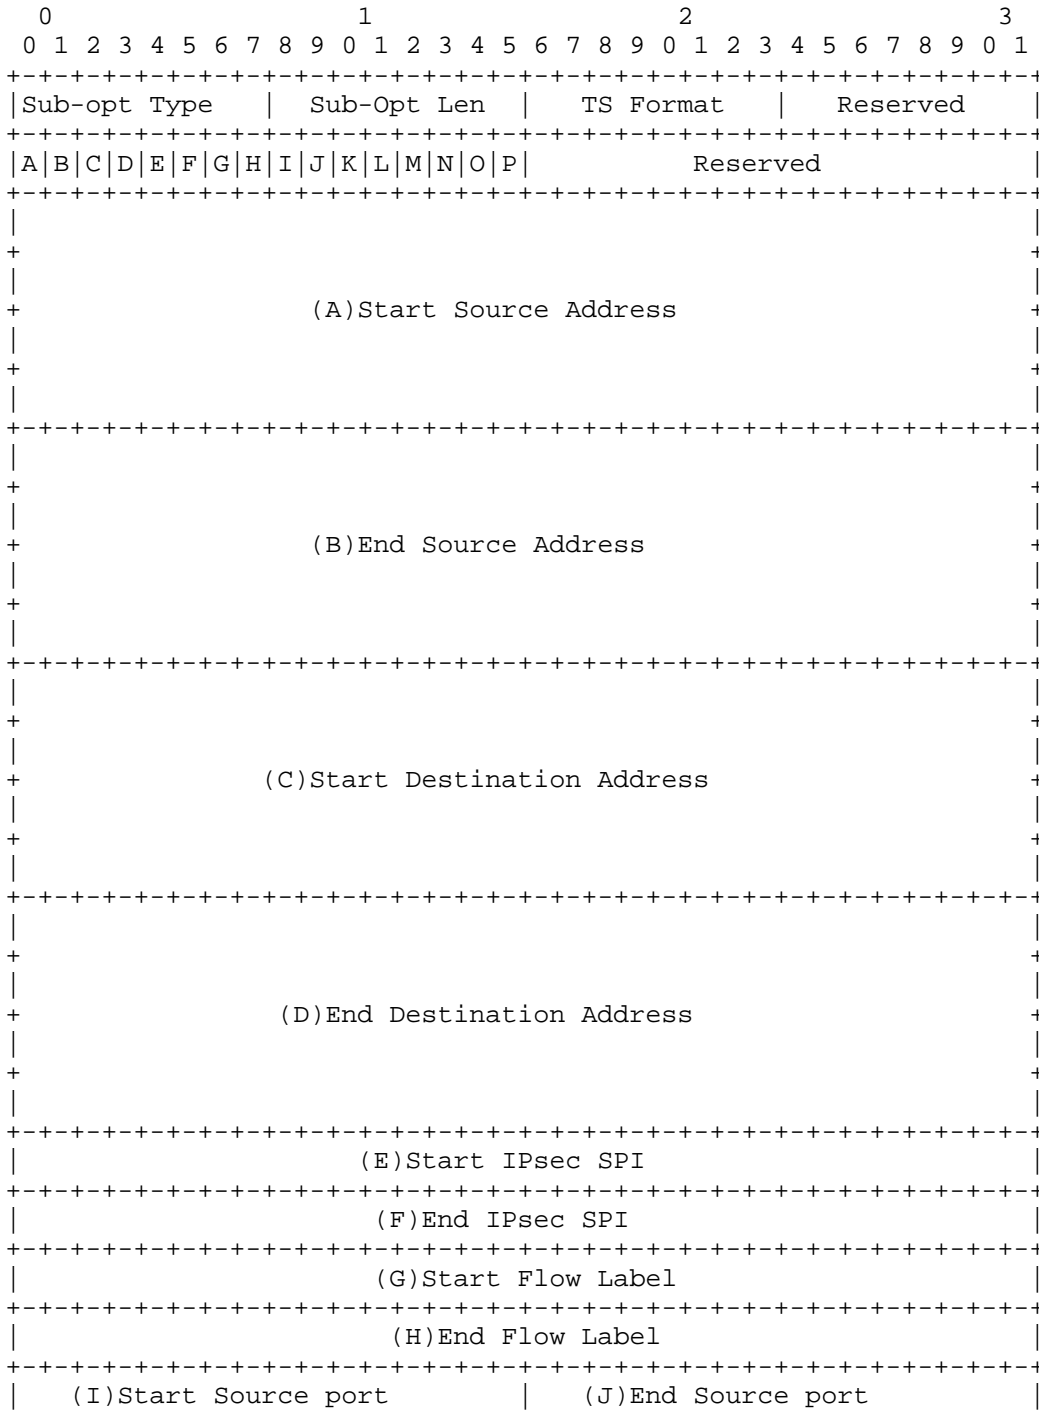 0                   1                   2                   3
 0 1 2 3 4 5 6 7 8 9 0 1 2 3 4 5 6 7 8 9 0 1 2 3 4 5 6 7 8 9 0 1
+-+-+-+-+-+-+-+-+-+-+-+-+-+-+-+-+-+-+-+-+-+-+-+-+-+-+-+-+-+-+-+-+
|Sub-opt Type   |  Sub-Opt Len  |   TS Format   |   Reserved    |
+-+-+-+-+-+-+-+-+-+-+-+-+-+-+-+-+-+-+-+-+-+-+-+-+-+-+-+-+-+-+-+-+
|A|B|C|D|E|F|G|H|I|J|K|L|M|N|O|P|          Reserved             |
+-+-+-+-+-+-+-+-+-+-+-+-+-+-+-+-+-+-+-+-+-+-+-+-+-+-+-+-+-+-+-+-+
|                                                               |
+                                                               +
|                                                               |
+                  (A)Start Source Address                      +
|                                                               |
+                                                               +
|                                                               |
+-+-+-+-+-+-+-+-+-+-+-+-+-+-+-+-+-+-+-+-+-+-+-+-+-+-+-+-+-+-+-+-+
|                                                               |
+                                                               +
|                                                               |
+                  (B)End Source Address                        +
|                                                               |
+                                                               +
|                                                               |
+-+-+-+-+-+-+-+-+-+-+-+-+-+-+-+-+-+-+-+-+-+-+-+-+-+-+-+-+-+-+-+-+
|                                                               |
+                                                               +
|                                                               |
+               (C)Start Destination Address                    +
|                                                               |
+                                                               +
|                                                               |
+-+-+-+-+-+-+-+-+-+-+-+-+-+-+-+-+-+-+-+-+-+-+-+-+-+-+-+-+-+-+-+-+
|                                                               |
+                                                               +
|                                                               |
+                (D)End Destination Address                     +
|                                                               |
+                                                               +
|                                                               |
+-+-+-+-+-+-+-+-+-+-+-+-+-+-+-+-+-+-+-+-+-+-+-+-+-+-+-+-+-+-+-+-+
|                     (E)Start IPsec SPI                        |
+-+-+-+-+-+-+-+-+-+-+-+-+-+-+-+-+-+-+-+-+-+-+-+-+-+-+-+-+-+-+-+-+
|                      (F)End IPsec SPI                         |
+-+-+-+-+-+-+-+-+-+-+-+-+-+-+-+-+-+-+-+-+-+-+-+-+-+-+-+-+-+-+-+-+
|                      (G)Start Flow Label                      |
+-+-+-+-+-+-+-+-+-+-+-+-+-+-+-+-+-+-+-+-+-+-+-+-+-+-+-+-+-+-+-+-+
|                       (H)End Flow Label                       |
+-+-+-+-+-+-+-+-+-+-+-+-+-+-+-+-+-+-+-+-+-+-+-+-+-+-+-+-+-+-+-+-+
|   (I)Start Source port        |   (J)End Source port          |